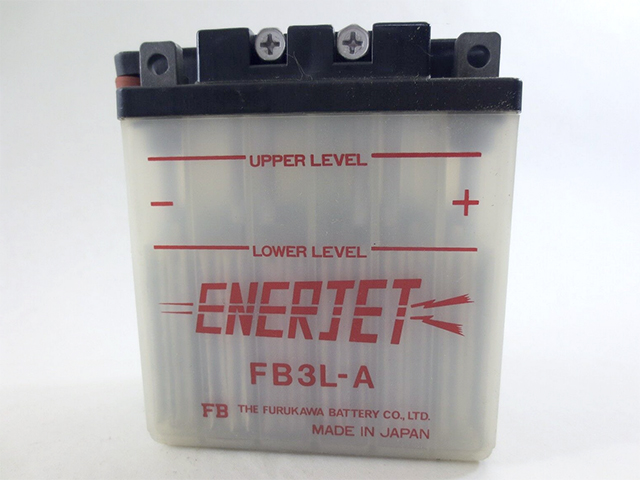 UPPER LEVEL
- +
LOWER LEVEL
ENERJET
FB3L-A
FB THE FURUKAWA BATTERY CO., LTD.
MADE IN JAPAN